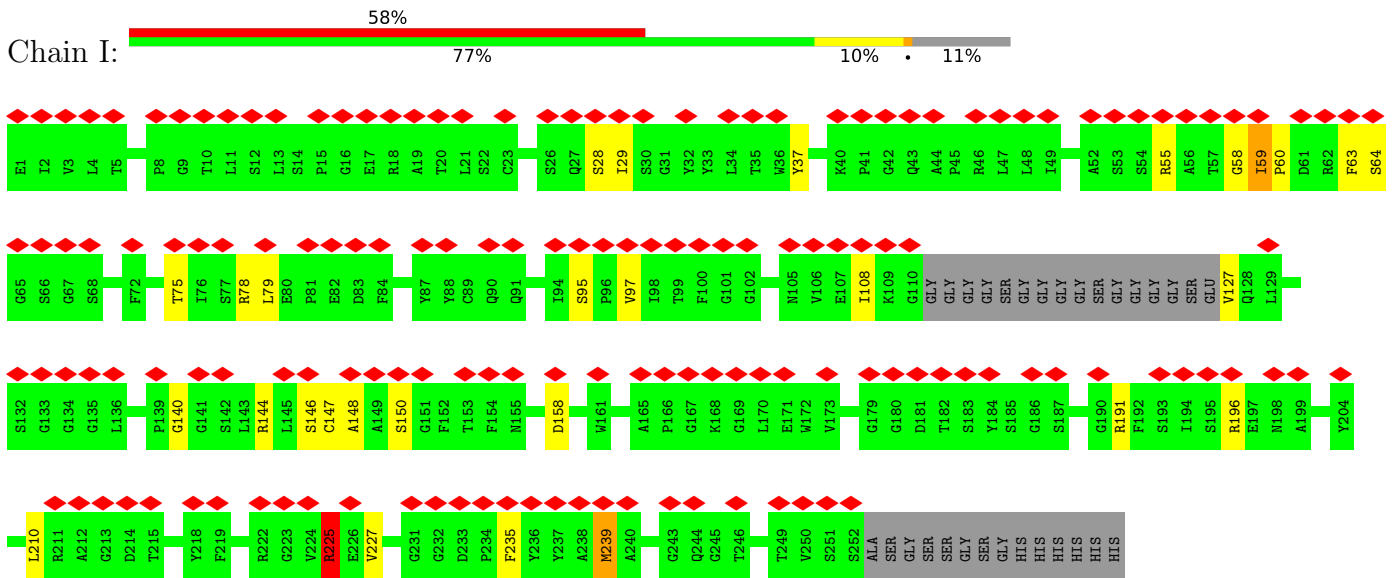 58%
Chain I:
77% 10% • 11%
E1 I2 V3 L4 T5 P8 G9 T10 L11 S12 L13 S14 P15 G16 E17 R18 A19 T20 L21 S22 C23 S26 Q27 S28 I29 S30 G31 Y32 Y33 L34 T35 W36 Y37 K40 P41 G42 Q43 A44 P45 R46 L47 L48 I49 A52 S53 S54 R55 A56 T57 G58 I59 P60 D61 R62 F63 S64
G65 S66 G67 S68 F72 T75 I76 S77 R78 L79 E80 P81 E82 D83 F84 Y87 Y88 C89 Q90 Q91 I94 S95 P96 V97 I98 T99 F100 G101 G102 N105 V106 E107 I108 K109 G110 GLY GLY GLY SER GLY GLY GLY GLY SER GLY GLY GLY GLY SER GLU V127 Q128 L129
S132 G133 G134 G135 L136 P139 G140 G141 S142 L143 R144 L145 S146 C147 A148 A149 S150 G151 F152 T153 F154 N155 D158 W161 A165 P166 G167 K168 G169 L170 E171 W172 V173 G179 G180 D181 T182 S183 Y184 S185 G186 S187 G190 R191 F192 S193 I194 S195 R196 E197 N198 A199 Y204
L210 R211 A212 G213 D214 T215 Y218 F219 R222 G223 V224 R225 E226 V227 G231 G232 D233 P234 F235 Y236 Y237 A238 M239 A240 G243 Q244 G245 T246 T249 V250 S251 S252 ALA SER GLY SER SER GLY SER GLY HIS HIS HIS HIS HIS HIS